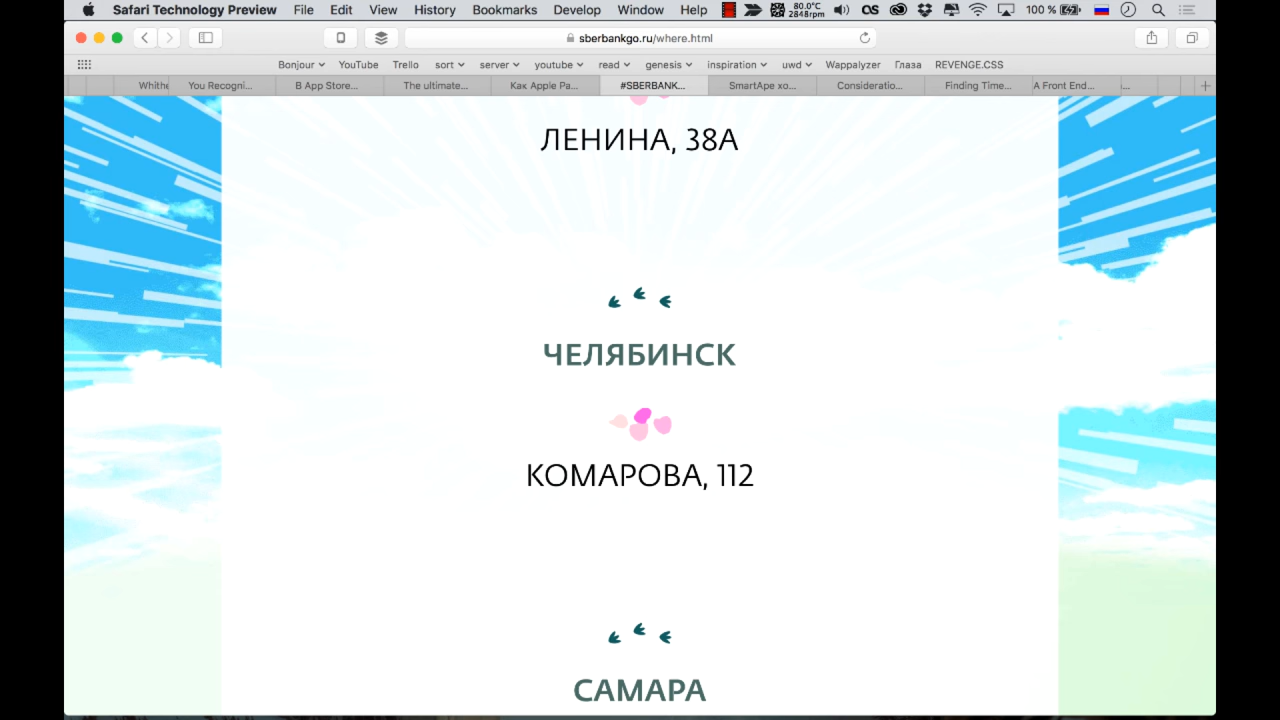 Safari Technology Preview File Edit View History Bookmarks Develop Window Help 80.0°C 2848rpm 100 %
sberbankgo.ru/where.html
Bonjour YouTube Trello sort server youtube read genesis inspiration uwd Wappalyzer Глаза REVENGE.CSS
Whithe You Recogni... B App Store... The ultimate... Как Apple Pa... #SBERBANK... SmartApe хо... Consideratio... Finding Time... A Front End... ...
ЛЕНИНА, 38А
ЧЕЛЯБИНСК
КОМАРОВА, 112
САМАРА